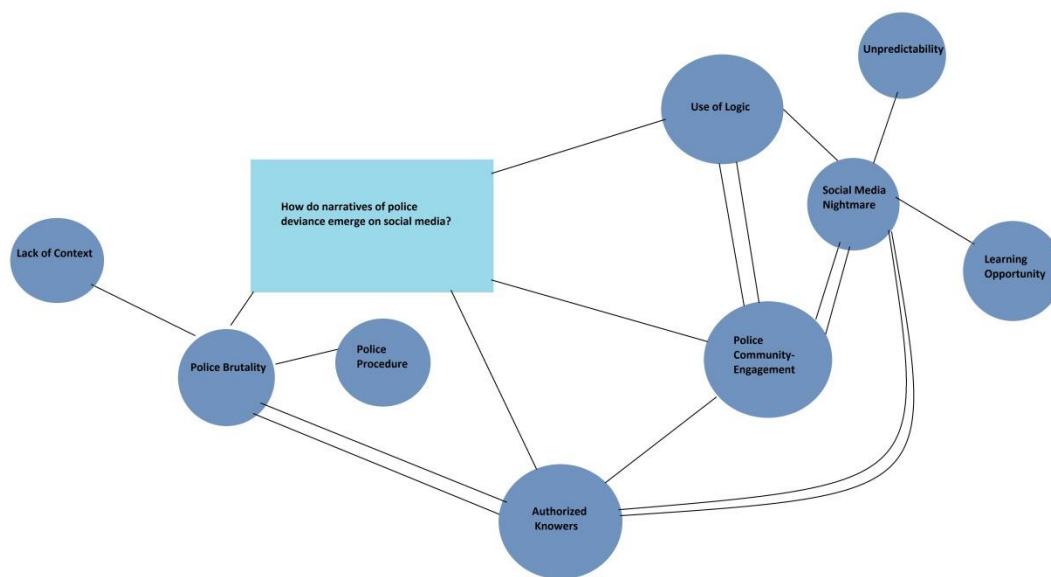 Unpredictability
Use of Logic
Social Media
Nightmare
How do narratives of police
deviance emerge on social media?
Lack of Context
Learning
Opportunity
Police
Community-
Engagement
Police
Procedure
Police Brutality
Authorized
Knowers